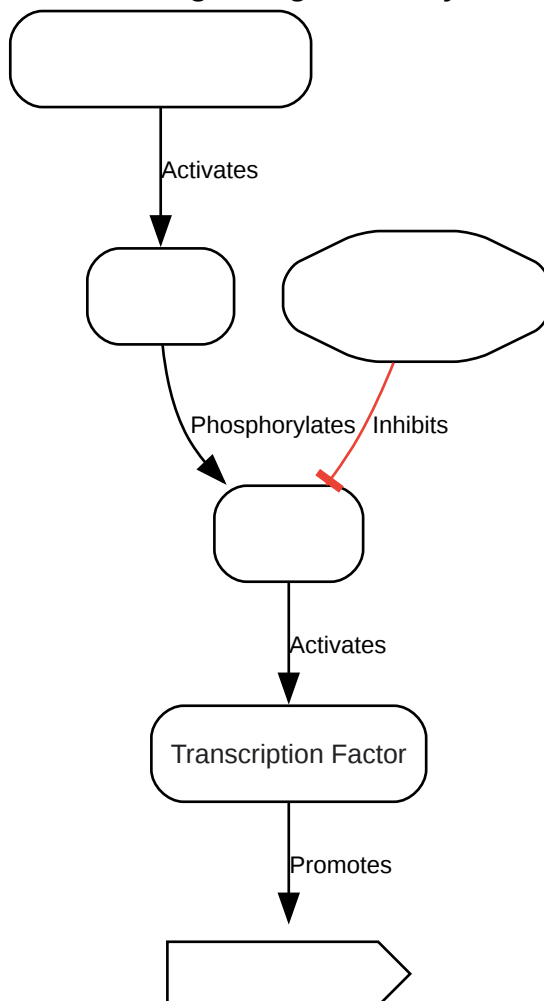 Activates
Phosphorylates
Inhibits
Activates
Transcription Factor
Promotes